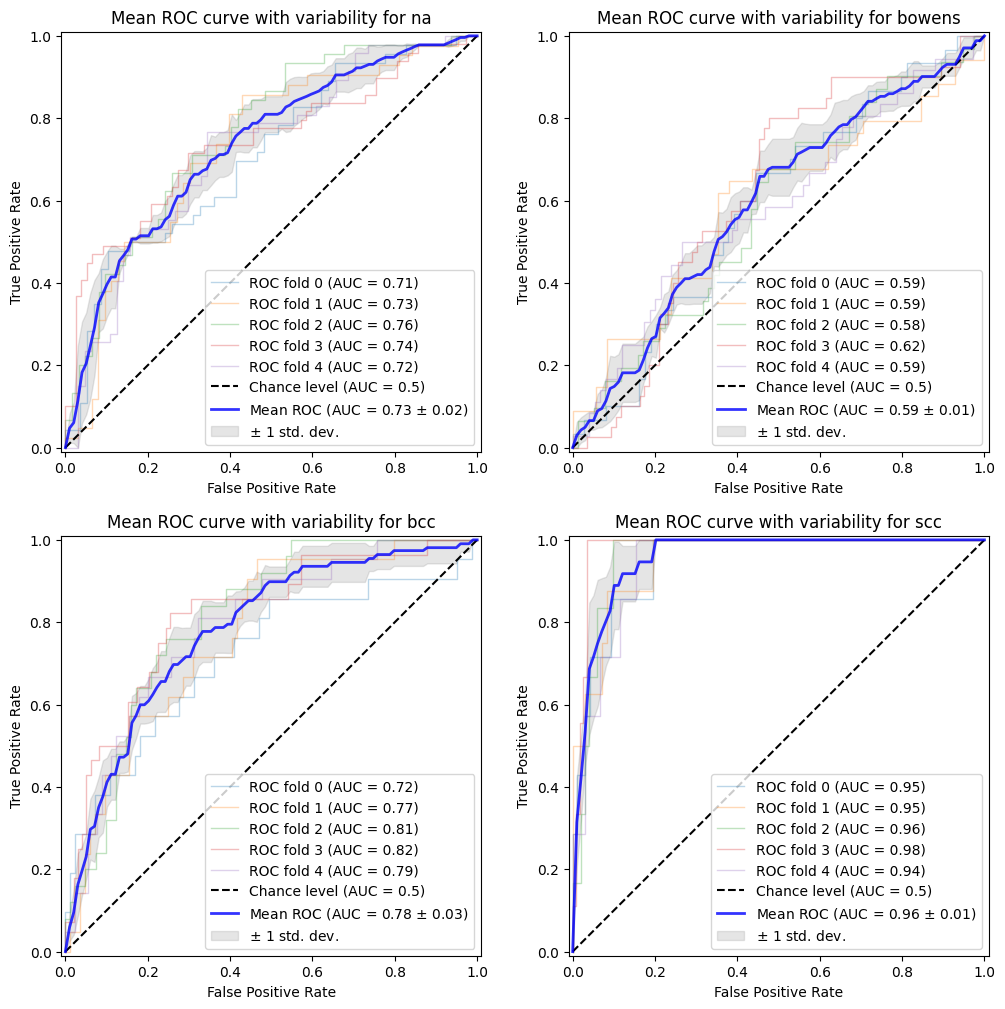 Mean ROC curve with variability for na
True Positive Rate
1.0
0.8
0.6
0.4
0.2
0.0
ROC fold 0 (AUC = 0.71)
ROC fold 1 (AUC = 0.73)
ROC fold 2 (AUC = 0.76)
ROC fold 3 (AUC = 0.74)
ROC fold 4 (AUC = 0.72)
Chance level (AUC = 0.5)
Mean ROC (AUC = 0.73 ± 0.02)
± 1 std. dev.
0.0 0.2 0.4 0.6 0.8 1.0
False Positive Rate
Mean ROC curve with variability for bowens
True Positive Rate
1.0
0.8
0.6
0.4
0.2
0.0
ROC fold 0 (AUC = 0.59)
ROC fold 1 (AUC = 0.59)
ROC fold 2 (AUC = 0.58)
ROC fold 3 (AUC = 0.62)
ROC fold 4 (AUC = 0.59)
Chance level (AUC = 0.5)
Mean ROC (AUC = 0.59 ± 0.01)
± 1 std. dev.
0.0 0.2 0.4 0.6 0.8 1.0
False Positive Rate
Mean ROC curve with variability for bcc
True Positive Rate
1.0
0.8
0.6
0.4
0.2
0.0
ROC fold 0 (AUC = 0.72)
ROC fold 1 (AUC = 0.77)
ROC fold 2 (AUC = 0.81)
ROC fold 3 (AUC = 0.82)
ROC fold 4 (AUC = 0.79)
Chance level (AUC = 0.5)
Mean ROC (AUC = 0.78 ± 0.03)
± 1 std. dev.
0.0 0.2 0.4 0.6 0.8 1.0
False Positive Rate
Mean ROC curve with variability for scc
True Positive Rate
1.0
0.8
0.6
0.4
0.2
0.0
ROC fold 0 (AUC = 0.95)
ROC fold 1 (AUC = 0.95)
ROC fold 2 (AUC = 0.96)
ROC fold 3 (AUC = 0.98)
ROC fold 4 (AUC = 0.94)
Chance level (AUC = 0.5)
Mean ROC (AUC = 0.96 ± 0.01)
± 1 std. dev.
0.0 0.2 0.4 0.6 0.8 1.0
False Positive Rate